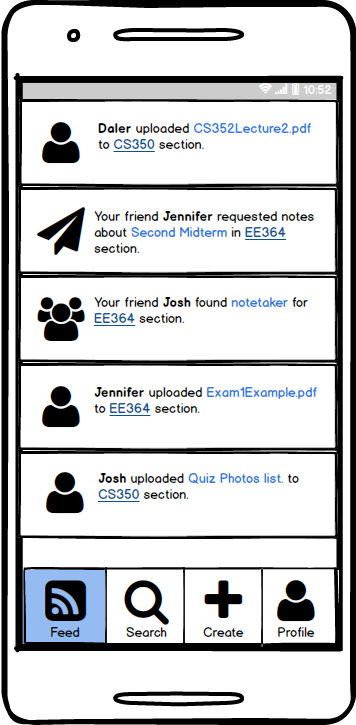 10:52
Daler uploaded CS352Lecture2.pdf
to CS350 section.
Your friend Jennifer requested notes
about Second Midterm in EE364
section.
Your friend Josh found notetaker for
EE364 section.
Jennifer uploaded Exam1Example.pdf
to EE364 section.
Josh uploaded Quiz Photos list. to
CS350 section.
Feed
Search
Create
Profile